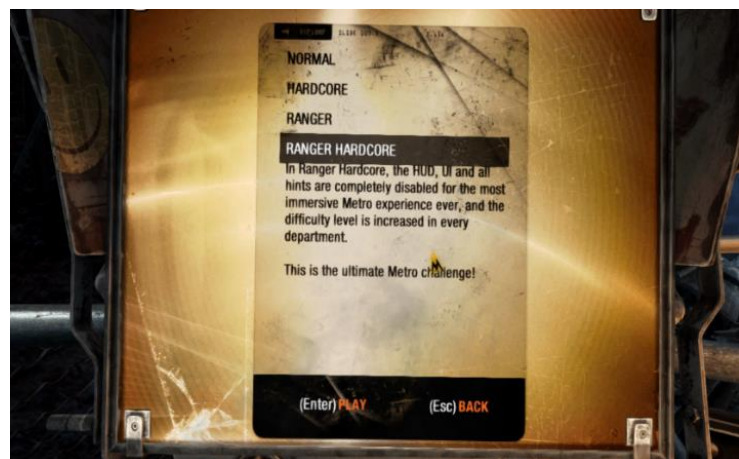 NORMAL
HARDCORE
RANGER
RANGER HARDCORE
In Ranger Hardcore, the HUD, UI and all
hints are completely disabled for the most
immersive Metro experience ever, and the
difficulty level is increased in every
department.
This is the ultimate Metro challenge!
(Enter) PLAY
(Esc) BACK